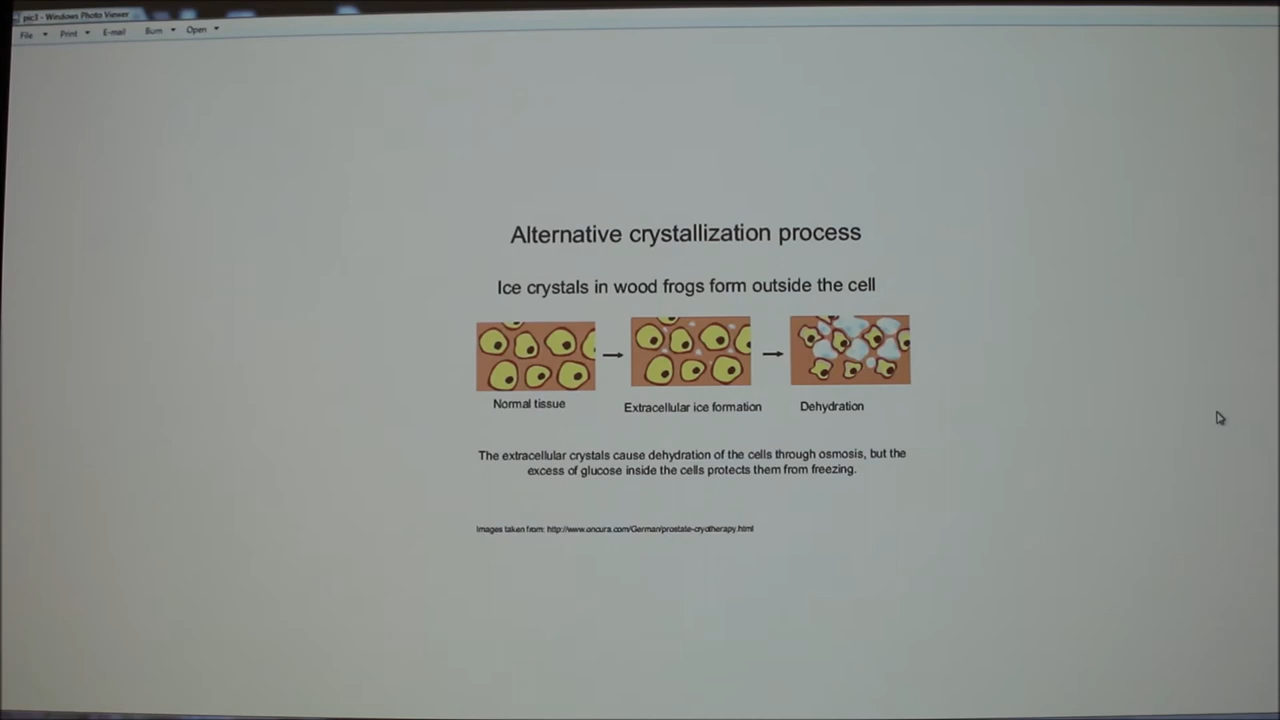 pic3 - Windows Photo Viewer
File Print E-mail Burn Open
Alternative crystallization process
Ice crystals in wood frogs form outside the cell
Normal tissue
Extracellular ice formation
Dehydration
The extracellular crystals cause dehydration of the cells through osmosis, but the
excess of glucose inside the cells protects them from freezing.
Images taken from: http://www.oncura.com/German/prostate-cryotherapy.html